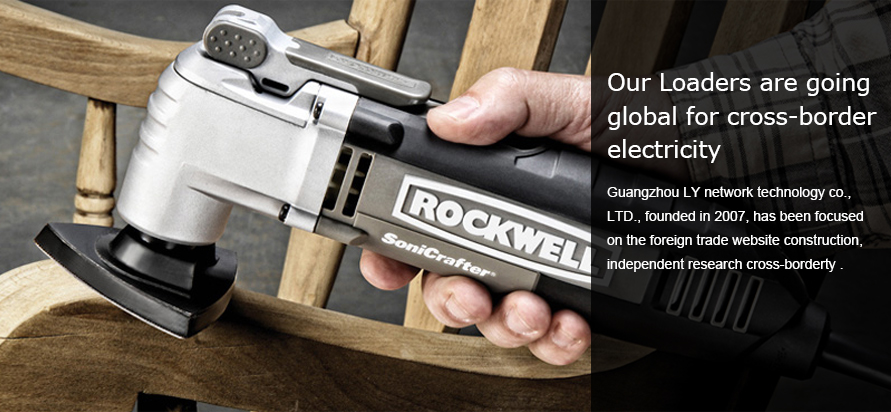 ROCKWELL
SoniCrafter
Our Loaders are going
global for cross-border
electricity
Guangzhou LY network technology co.,
LTD., founded in 2007, has been focused
on the foreign trade website construction,
independent research cross-borderty .